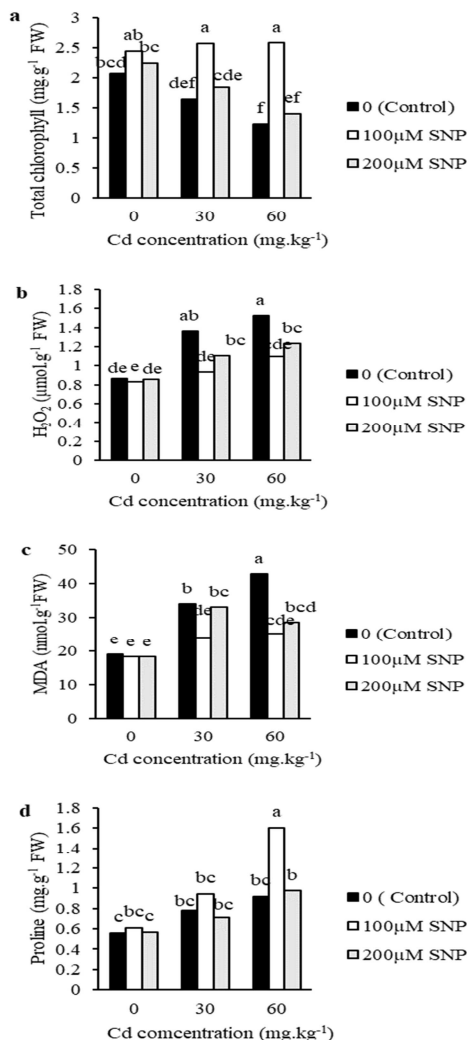 a
Total chlorophyll (mg.g⁻¹ FW)
3
2.5
2
1.5
1
0.5
0
bcd ab bc
def a cde
f a ef
0 30 60
Cd concentration (mg.kg⁻¹)
0 (Control)
100µM SNP
200µM SNP
b
H₂O₂ (µmol.g⁻¹ FW)
1.8
1.6
1.4
1.2
1
0.8
0.6
0.4
0.2
0
de e de
ab de bc
a cde bc
0 30 60
Cd concentration (mg.kg⁻¹)
0 (Control)
100µM SNP
200µM SNP
c
MDA (nmol.g⁻¹FW)
50
40
30
20
10
0
e e e
b de bc
a cde bcd
0 30 60
Cd concentration (mg.kg⁻¹)
0 (Control)
100µM SNP
200µM SNP
d
Proline (mg.g⁻¹ FW)
1.8
1.6
1.4
1.2
1
0.8
0.6
0.4
0.2
0
c bc c
bc bc bc
bc a b
0 30 60
Cd comcentration (mg.kg⁻¹)
0 ( Control)
100µM SNP
200µM SNP